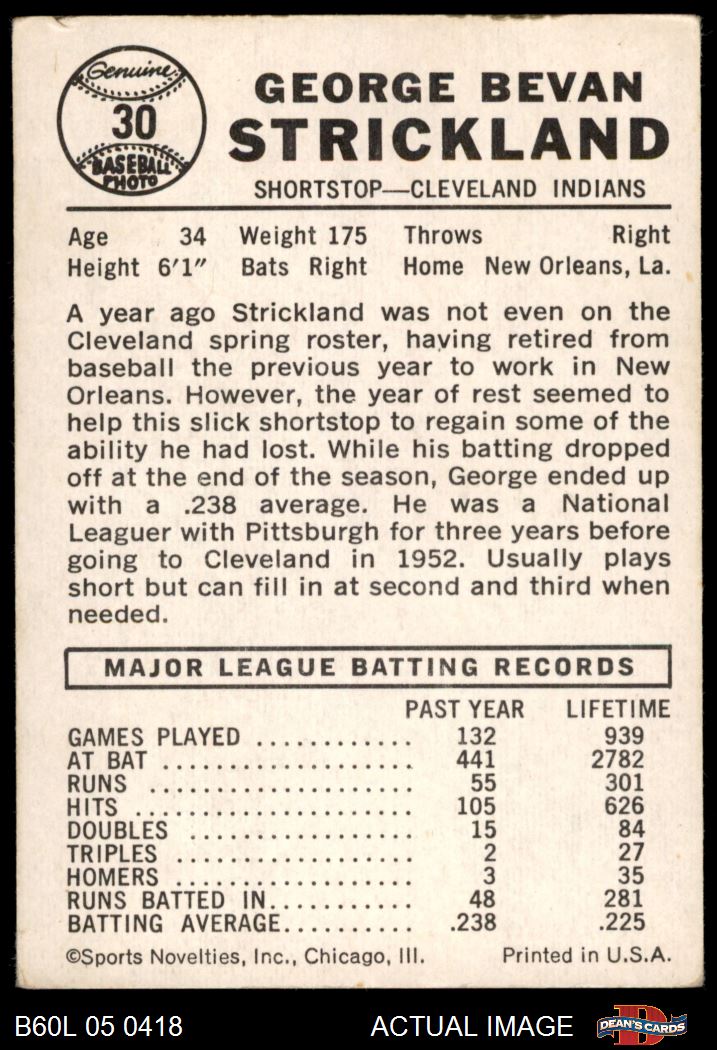 Genuine
30
BASEBALL
PHOTO
GEORGE BEVAN
STRICKLAND
SHORTSTOP—CLEVELAND INDIANS
Age 34 Weight 175 Throws Right
Height 6'1" Bats Right Home New Orleans, La.
A year ago Strickland was not even on the
Cleveland spring roster, having retired from
baseball the previous year to work in New
Orleans. However, the year of rest seemed to
help this slick shortstop to regain some of the
ability he had lost. While his batting dropped
off at the end of the season, George ended up
with a .238 average. He was a National
Leaguer with Pittsburgh for three years before
going to Cleveland in 1952. Usually plays
short but can fill in at second and third when
needed.
MAJOR LEAGUE BATTING RECORDS
PAST YEAR LIFETIME
GAMES PLAYED ............ 132 939
AT BAT .................... 441 2782
RUNS .................... 55 301
HITS ..................... 105 626
DOUBLES ................. 15 84
TRIPLES .................. 2 27
HOMERS .................. 3 35
RUNS BATTED IN........... 48 281
BATTING AVERAGE.......... .238 .225
©Sports Novelties, Inc., Chicago, Ill. Printed in U.S.A.
B60L 05 0418 ACTUAL IMAGE DEAN'S CARDS